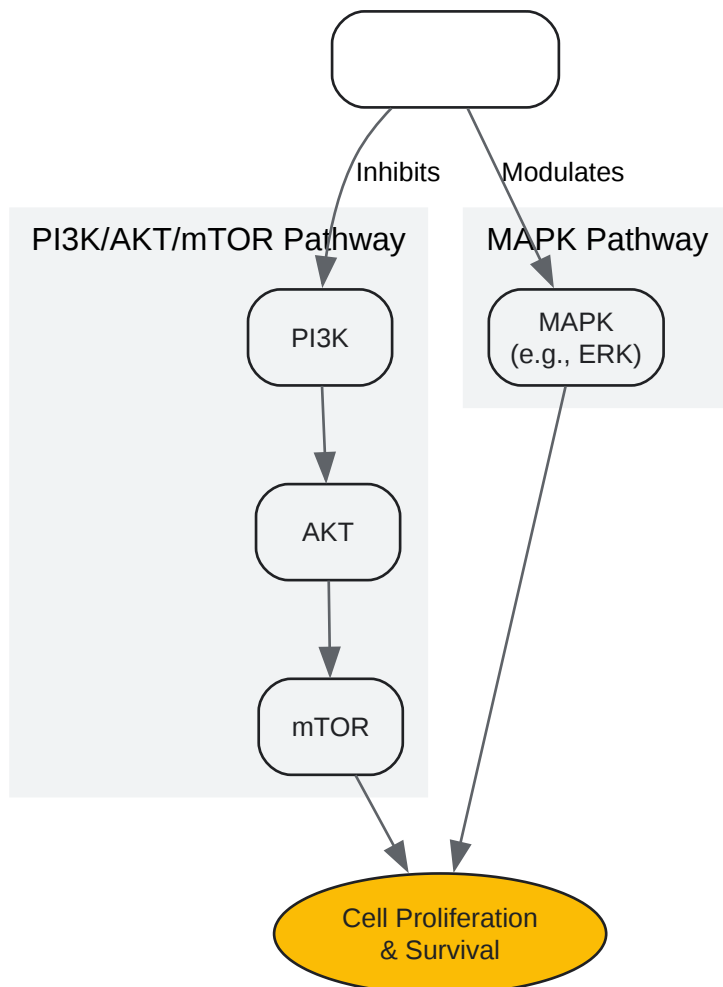 Inhibits
Modulates
PI3K/AKT/mTOR Pathway
MAPK Pathway
PI3K
MAPK
(e.g., ERK)
AKT
mTOR
Cell Proliferation
& Survival